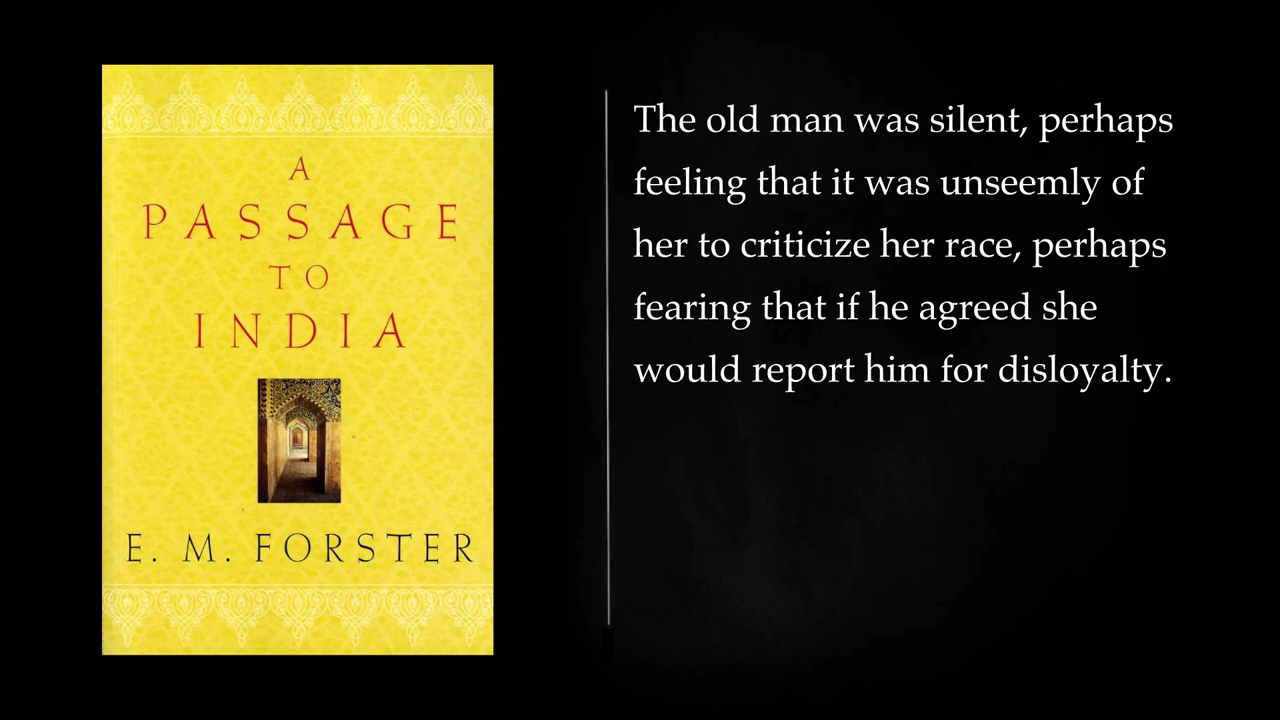 A
PASSAGE
TO
INDIA
E. M. FORSTER
The old man was silent, perhaps
feeling that it was unseemly of
her to criticize her race, perhaps
fearing that if he agreed she
would report him for disloyalty.